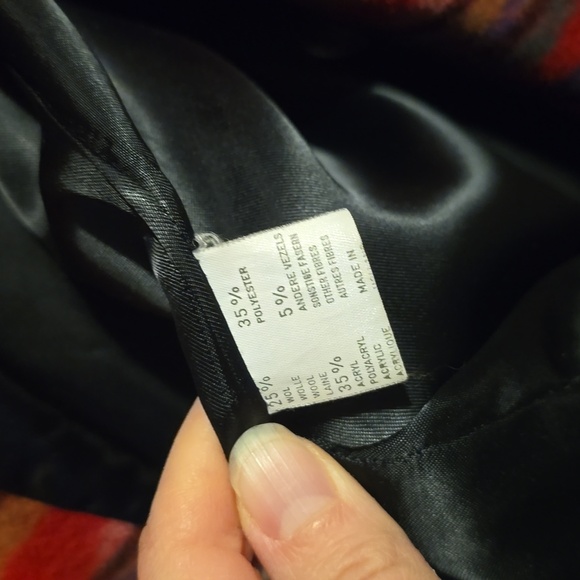 25%
WOL
WOLLE
WOOL
LAINE
35%
ACRYL
POLYACRYL
ACRYLIC
ACRYLIQUE
35%
POLYESTER
5%
ANDERE VEZELS
SONSTIGE FASERN
OTHER FIBRES
AUTRES FIBRES
MADE IN